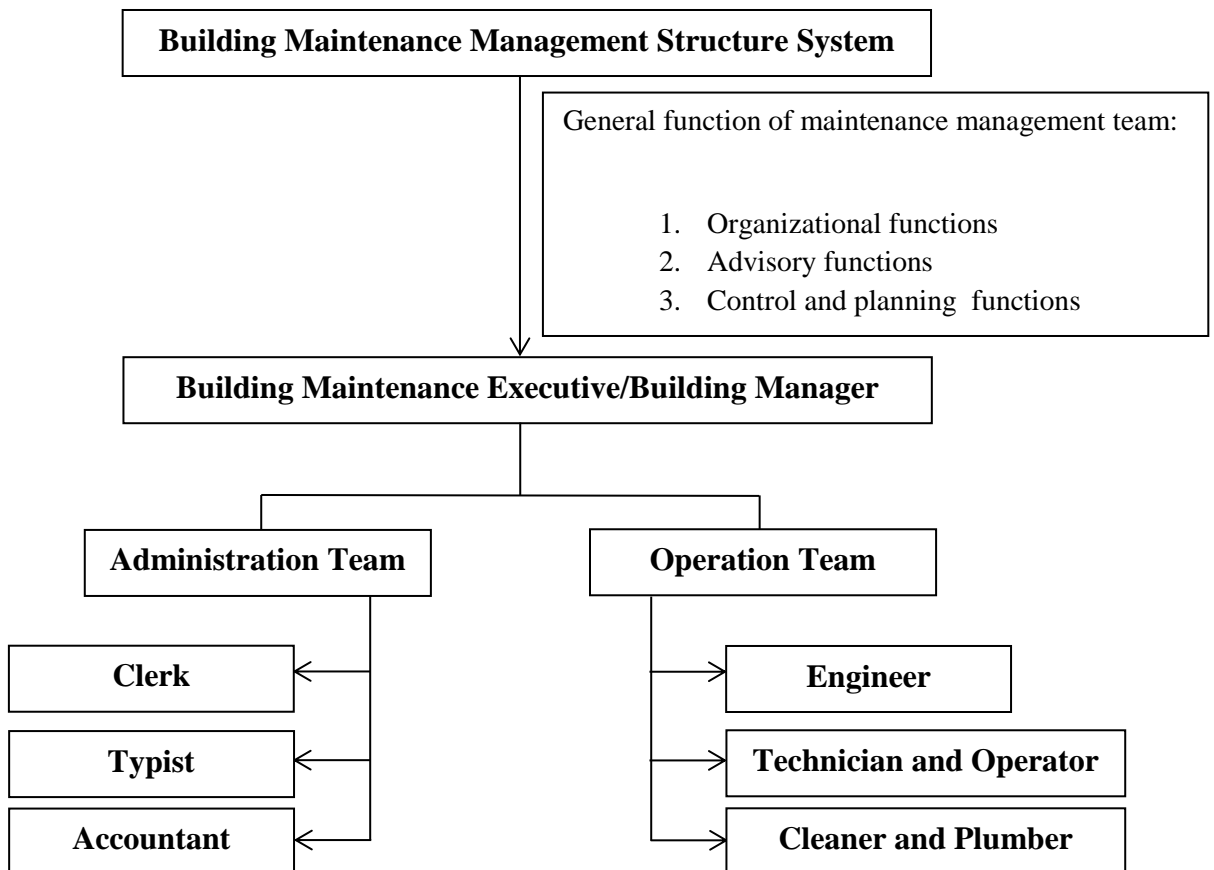 Building Maintenance Management Structure System
General function of maintenance management team:
1. Organizational functions
2. Advisory functions
3. Control and planning functions
Building Maintenance Executive/Building Manager
Administration Team
Operation Team
Clerk
Engineer
Typist
Technician and Operator
Accountant
Cleaner and Plumber